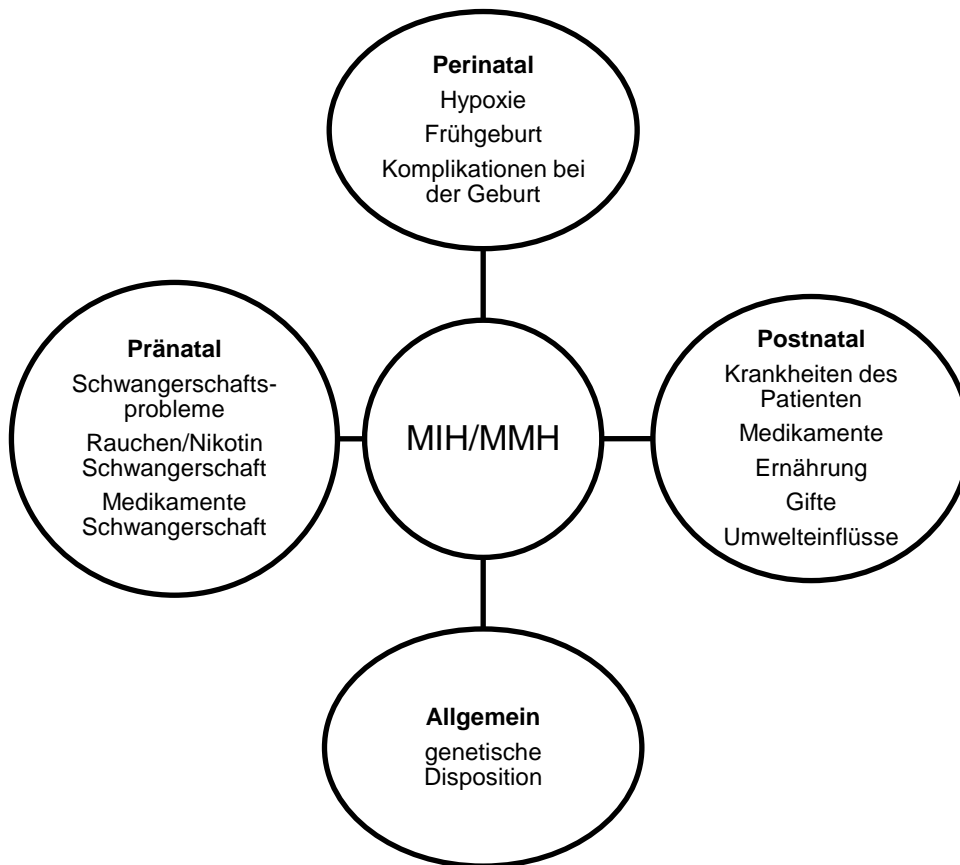 Perinatal
Hypoxie
Frühgeburt
Komplikationen bei
der Geburt
Pränatal
Schwangerschafts-
probleme
Rauchen/Nikotin
Schwangerschaft
Medikamente
Schwangerschaft
MIH/MMH
Postnatal
Krankheiten des
Patienten
Medikamente
Ernährung
Gifte
Umwelteinflüsse
Allgemein
genetische
Disposition